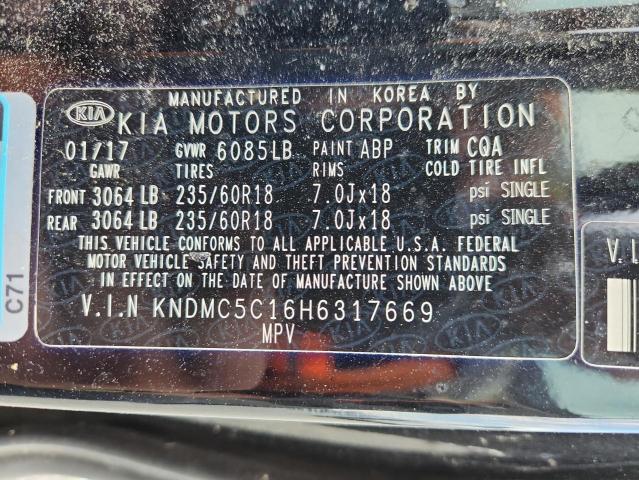 MANUFACTURED IN KOREA BY
KIA KIA MOTORS CORPORATION
01/17 GVWR 6085LB PAINT ABP TRIM CQA
GAWR TIRES RIMS COLD TIRE INFL
FRONT 3064 LB 235/60R18 7.0Jx18 psi SINGLE
REAR 3064 LB 235/60R18 7.0Jx18 psi SINGLE
THIS VEHICLE CONFORMS TO ALL APPLICABLE U.S.A. FEDERAL
MOTOR VEHICLE SAFETY AND THEFT PREVENTION STANDARDS
IN EFFECT ON THE DATE OF MANUFACTURE SHOWN ABOVE
V.I.N KNDMC5C16H6317669
MPV
C71